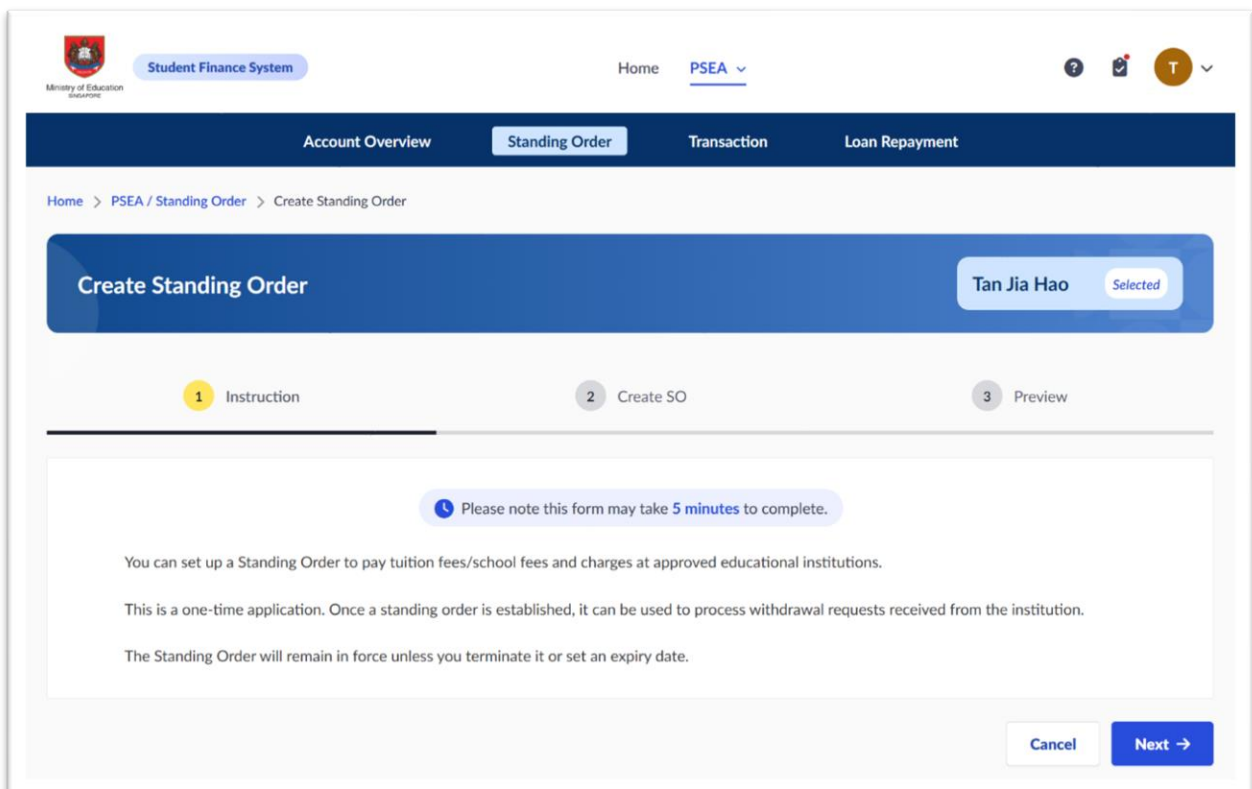 Ministry of Education
SINGAPORE
Student Finance System
Home
PSEA
?
T
Account Overview
Standing Order
Transaction
Loan Repayment
Home > PSEA / Standing Order > Create Standing Order
Create Standing Order
Tan Jia Hao
Selected
1 Instruction
2 Create SO
3 Preview
Please note this form may take 5 minutes to complete.
You can set up a Standing Order to pay tuition fees/school fees and charges at approved educational institutions.
This is a one-time application. Once a standing order is established, it can be used to process withdrawal requests received from the institution.
The Standing Order will remain in force unless you terminate it or set an expiry date.
Cancel
Next →